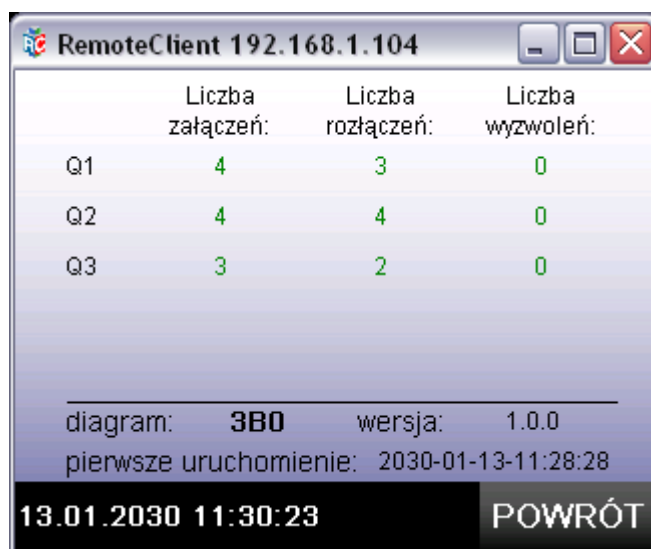 RemoteClient 192.168.1.104
Liczba załączeń: Liczba rozłączeń: Liczba wyzwoleń:
Q1 4 3 0
Q2 4 4 0
Q3 3 2 0
diagram: 3B0 wersja: 1.0.0
pierwsze uruchomienie: 2030-01-13-11:28:28
13.01.2030 11:30:23 POWRÓT